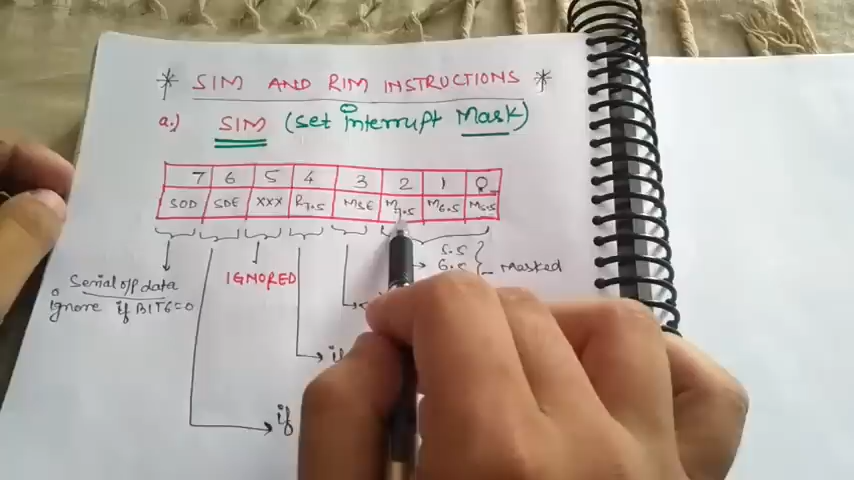 * SIM AND RIM INSTRUCTIONS *
a.) SIM (set Interrupt Mask)
7 6 5 4 3 2 1 0
SOD SDE XXX R7.5 MSE M7.5 M6.5 M5.5
5.5
6.5 Masked
Serial o/p data
ignore if BIT6=0
IGNORED
if
if